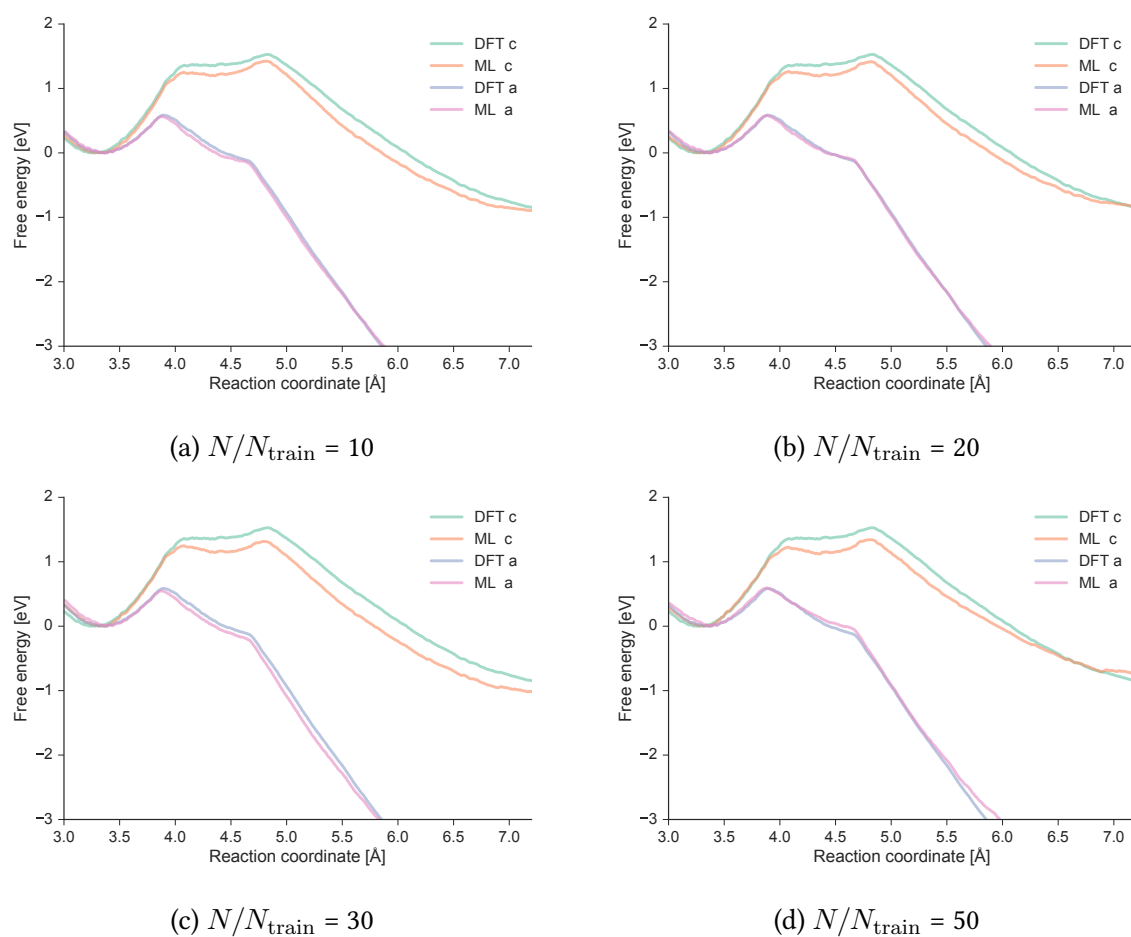 2
1
0
−1
−2
−3
Free energy [eV]
DFT c
ML c
DFT a
ML a
3.0 3.5 4.0 4.5 5.0 5.5 6.0 6.5 7.0
Reaction coordinate [Å]
(a) N/N_train = 10
2
1
0
−1
−2
−3
Free energy [eV]
DFT c
ML c
DFT a
ML a
3.0 3.5 4.0 4.5 5.0 5.5 6.0 6.5 7.0
Reaction coordinate [Å]
(b) N/N_train = 20
2
1
0
−1
−2
−3
Free energy [eV]
DFT c
ML c
DFT a
ML a
3.0 3.5 4.0 4.5 5.0 5.5 6.0 6.5 7.0
Reaction coordinate [Å]
(c) N/N_train = 30
2
1
0
−1
−2
−3
Free energy [eV]
DFT c
ML c
DFT a
ML a
3.0 3.5 4.0 4.5 5.0 5.5 6.0 6.5 7.0
Reaction coordinate [Å]
(d) N/N_train = 50